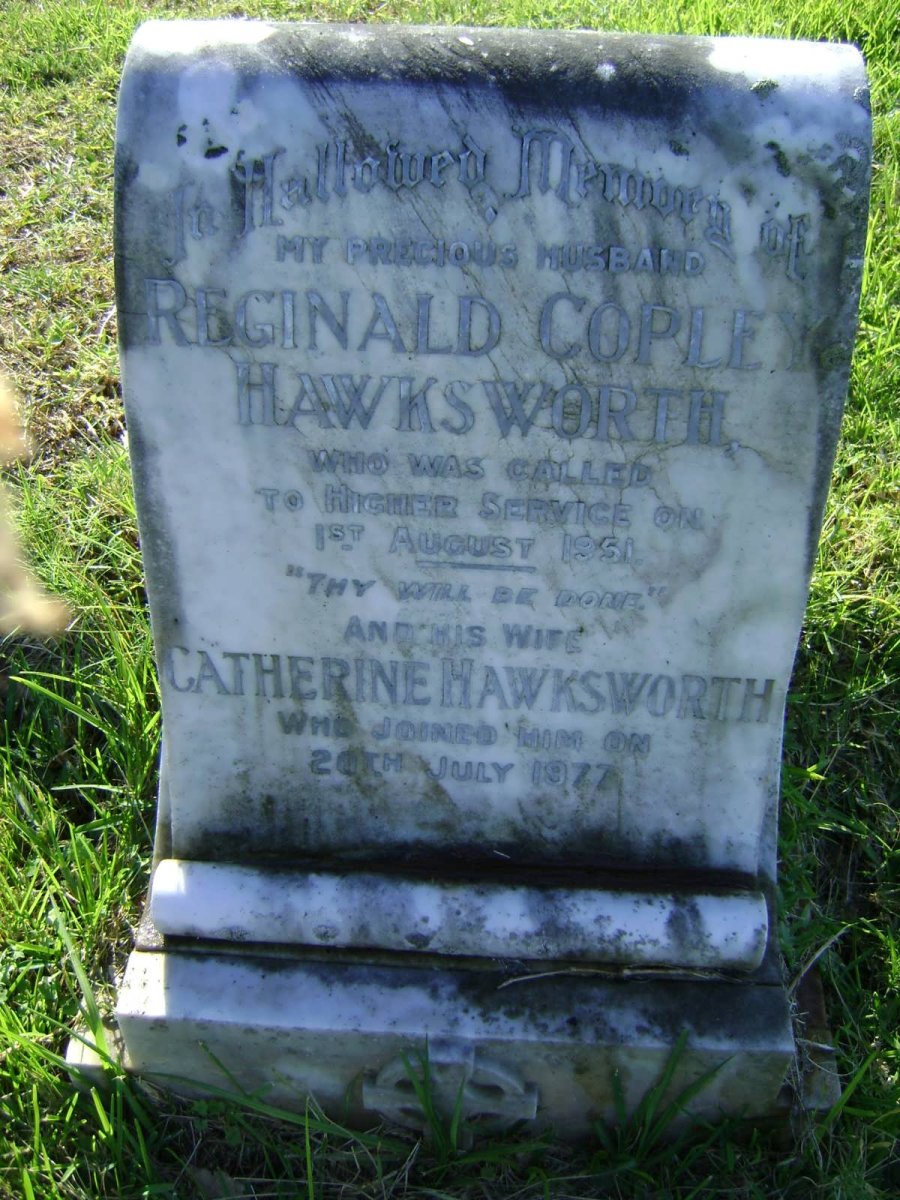 In Hallowed Memory of
MY PRECIOUS HUSBAND
REGINALD COPLEY
HAWKSWORTH,
WHO WAS CALLED
TO HIGHER SERVICE ON
1ST AUGUST 1951.
"THY WILL BE DONE."
AND HIS WIFE
CATHERINE HAWKSWORTH
WHO JOINED HIM ON
20TH JULY 1977